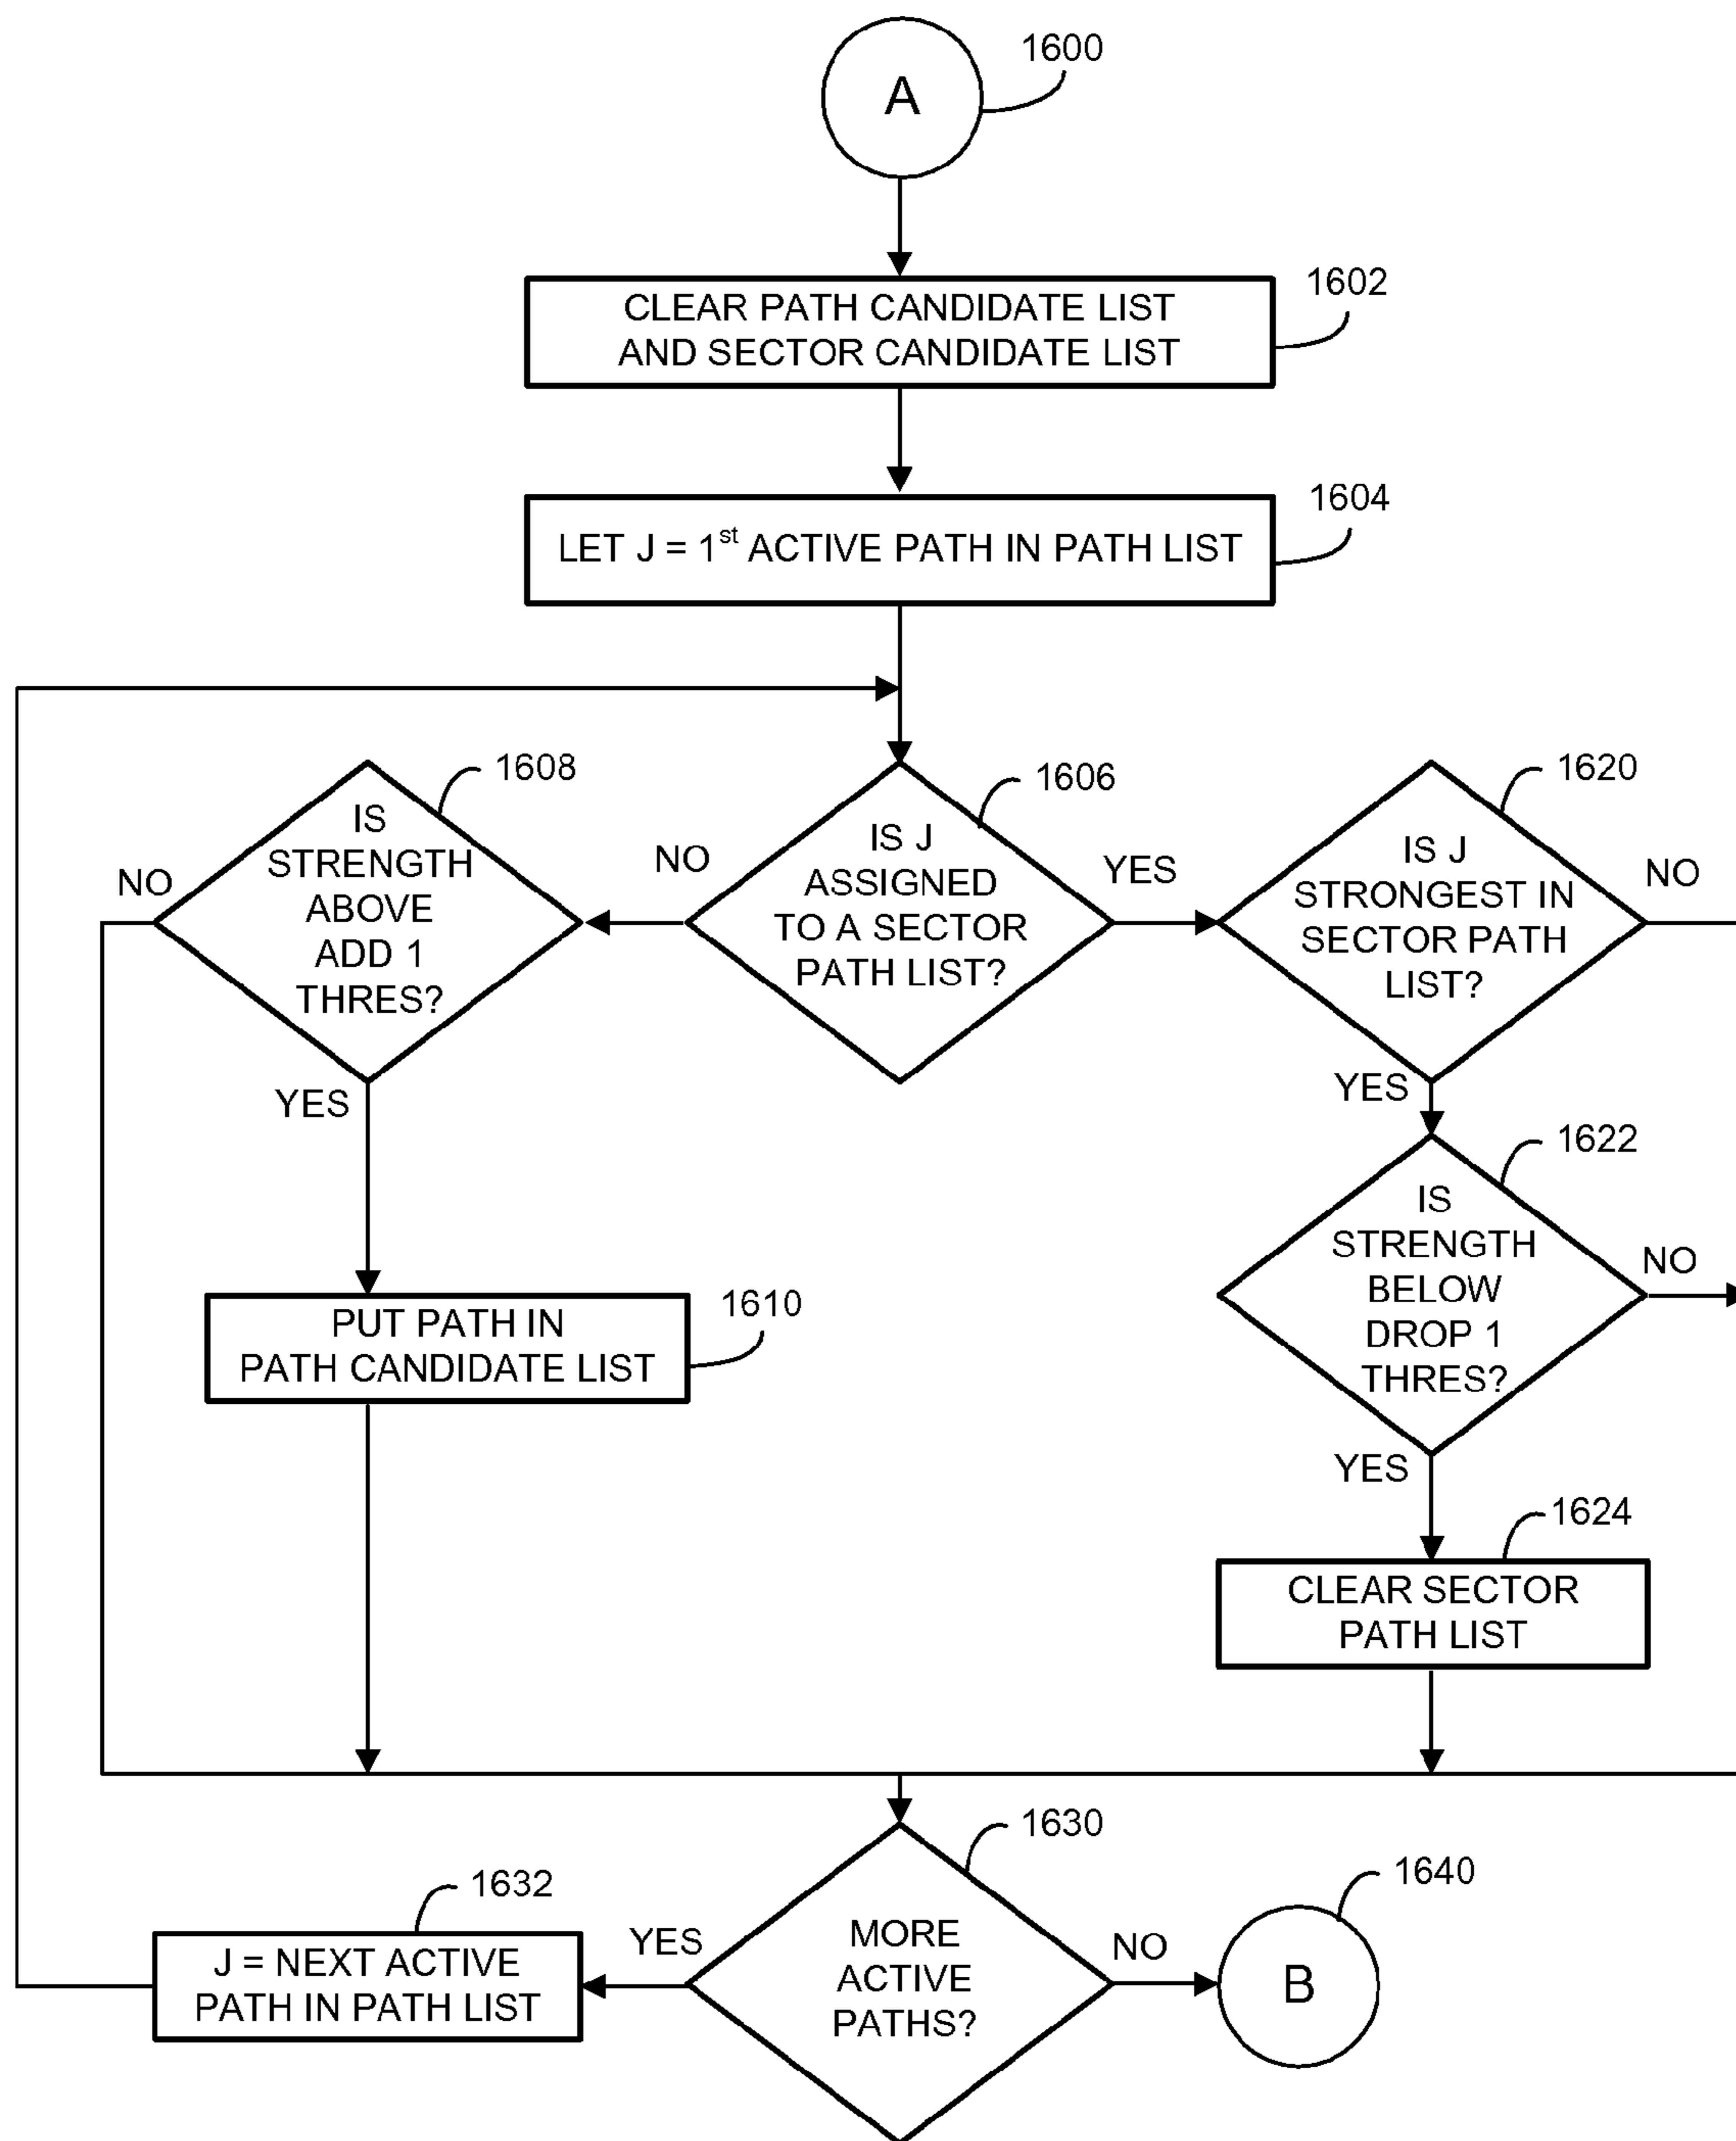 1600
A
1602
CLEAR PATH CANDIDATE LIST
AND SECTOR CANDIDATE LIST
1604
LET J = 1st ACTIVE PATH IN PATH LIST
1608
IS
STRENGTH
ABOVE
ADD 1
THRES?
NO
YES
1606
IS J
ASSIGNED
TO A SECTOR
PATH LIST?
NO
YES
1620
IS J
STRONGEST IN
SECTOR PATH
LIST?
NO
YES
1622
IS
STRENGTH
BELOW
DROP 1
THRES?
NO
YES
1610
PUT PATH IN
PATH CANDIDATE LIST
1624
CLEAR SECTOR
PATH LIST
1630
MORE
ACTIVE
PATHS?
YES
NO
1632
J = NEXT ACTIVE
PATH IN PATH LIST
1640
B